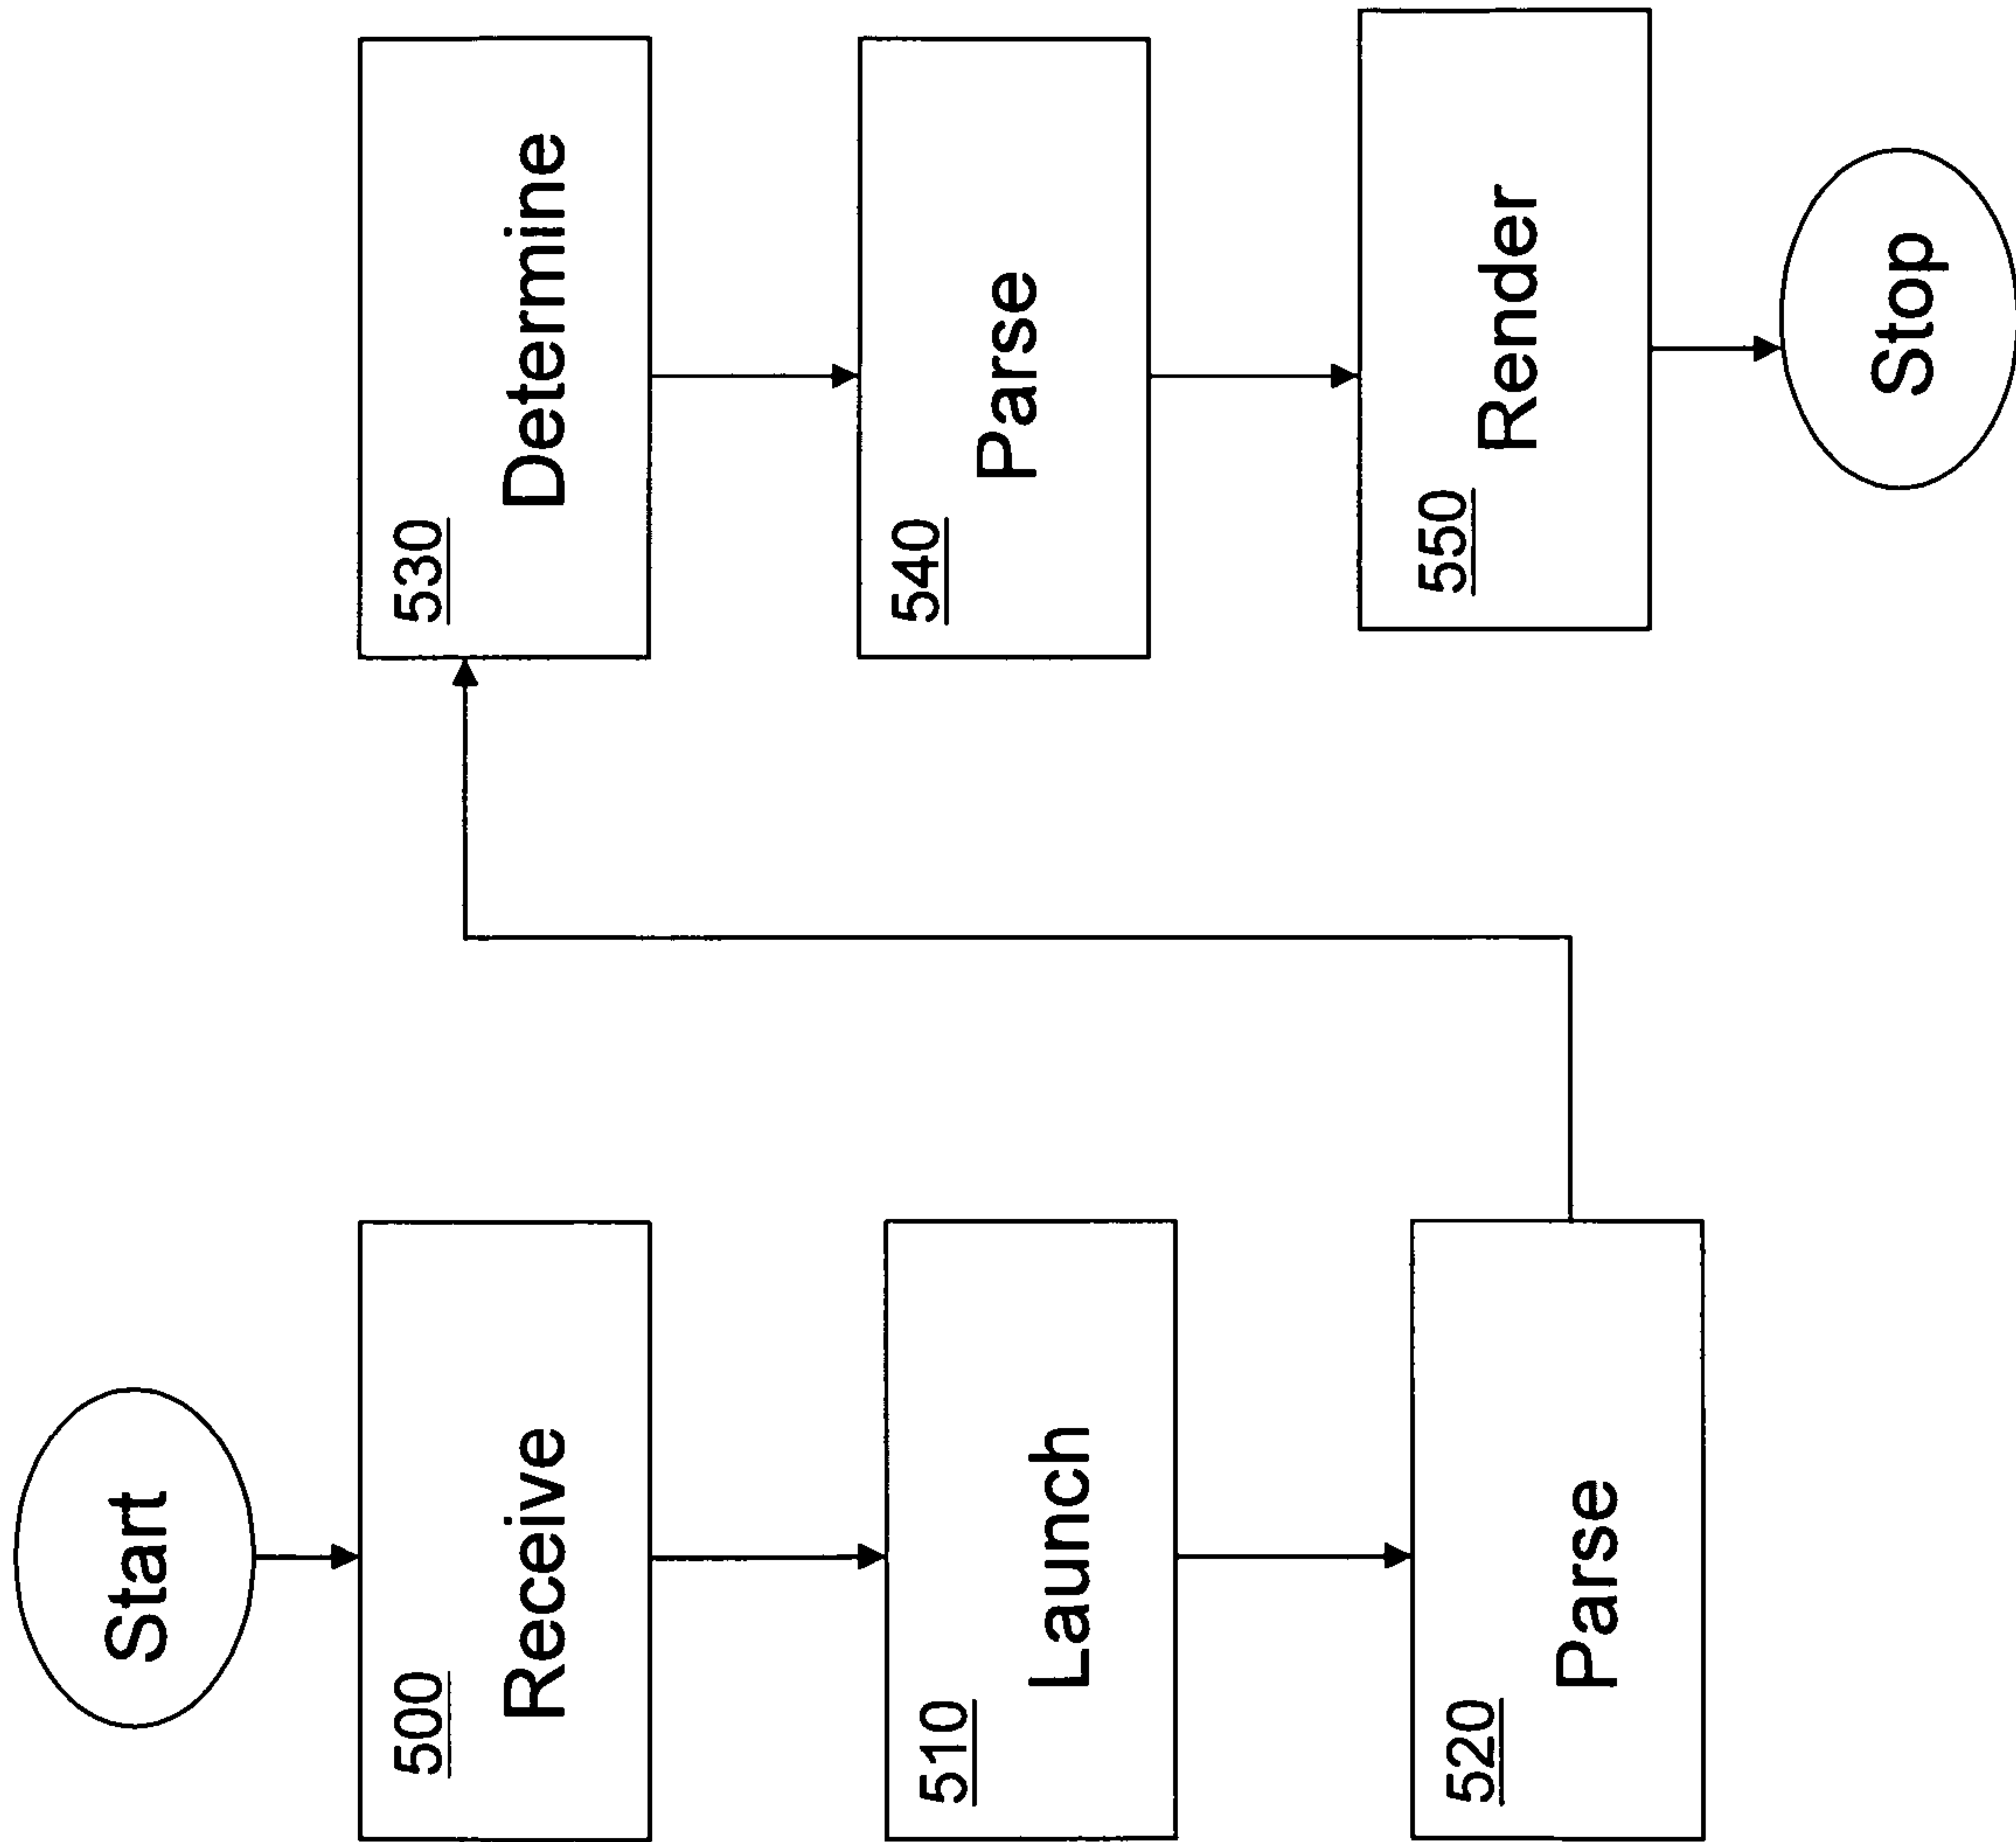 Start
500
Receive
510
Launch
520
Parse
530
Determine
540
Parse
550
Render
Stop